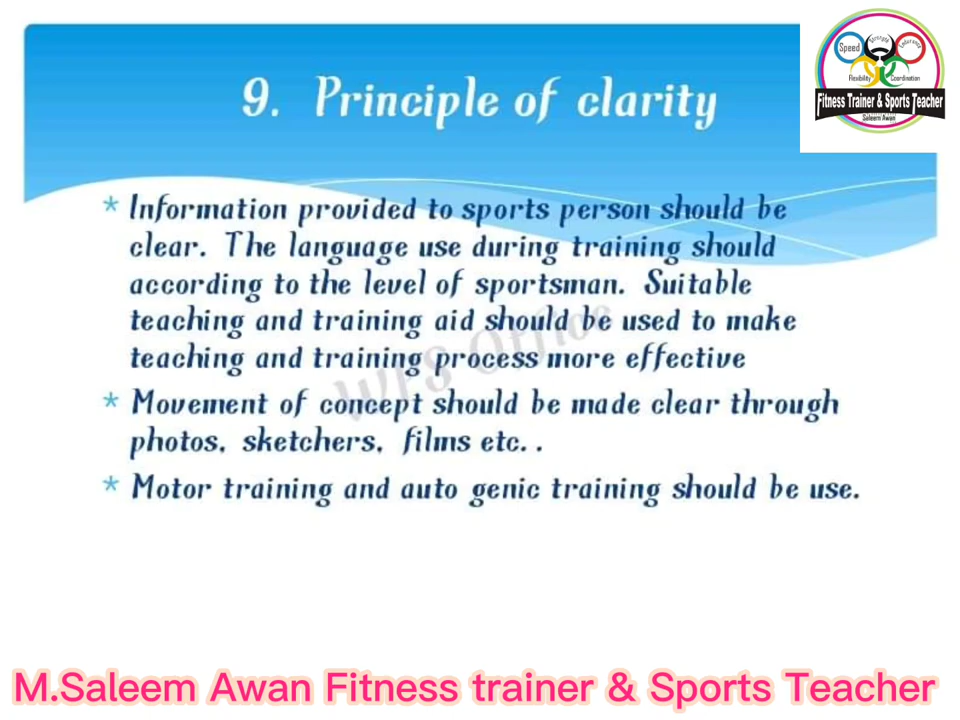 9. Principle of clarity
Speed
Strength
Endurance
Flexibility
Coordination
Fitness Trainer & Sports Teacher
Saleem Awan
* Information provided to sports person should be
clear. The language use during training should
according to the level of sportsman. Suitable
teaching and training aid should be used to make
teaching and training process more effective
* Movement of concept should be made clear through
photos, sketchers, films etc. .
* Motor training and auto genic training should be use.
WPS Office
M.Saleem Awan Fitness trainer & Sports Teacher